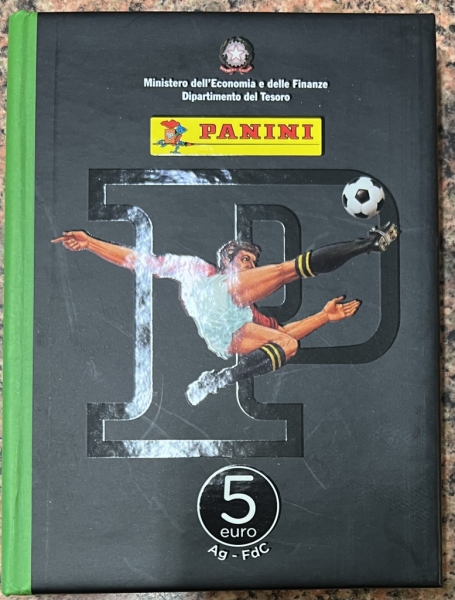 Ministero dell'Economia e delle Finanze
Dipartimento del Tesoro
PANINI
P
5
euro
Ag - FdC